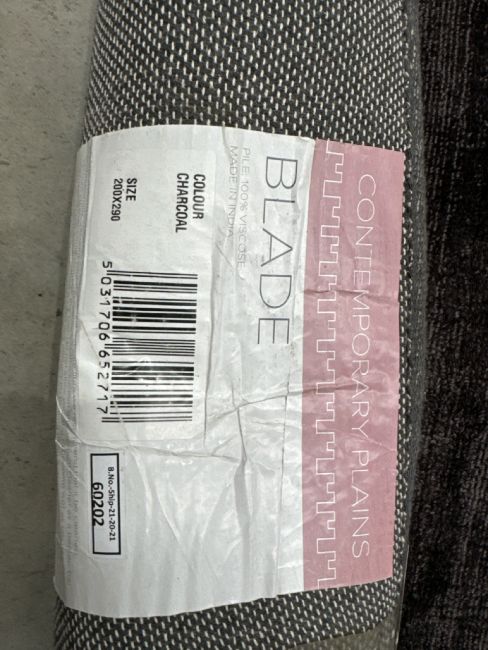 CONTEMPORARY PLAINS
BLADE
PILE: 100% VISCOSE
MADE IN INDIA
COLOUR
CHARCOAL
SIZE
200X290
5 031706 652717
B.No.-Ship-21-20-21
60202